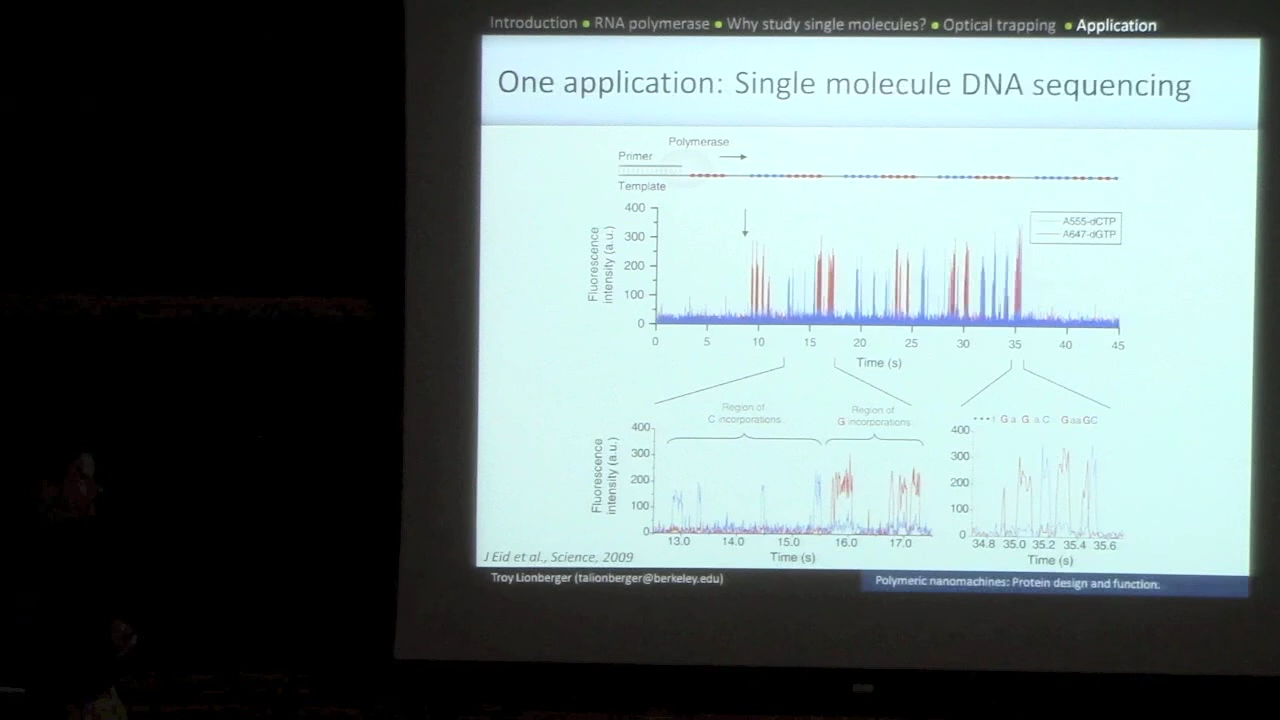 Introduction • RNA polymerase • Why study single molecules? • Optical trapping • Application
One application: Single molecule DNA sequencing
Polymerase
Primer
Template
400
300
200
100
0
Fluorescence
intensity (a.u.)
A555-dCTP
A647-dGTP
0 5 10 15 20 25 30 35 40 45
Time (s)
Region of
C incorporations
Region of
G incorporations
400
300
200
100
0
Fluorescence
intensity (a.u.)
13.0 14.0 15.0 16.0 17.0
Time (s)
G a G a C G a a G C
400
300
200
100
0
34.8 35.0 35.2 35.4 35.6
Time (s)
J Eid et al., Science, 2009
Troy Lionberger (talionberger@berkeley.edu)
Polymeric nanomachines: Protein design and function.